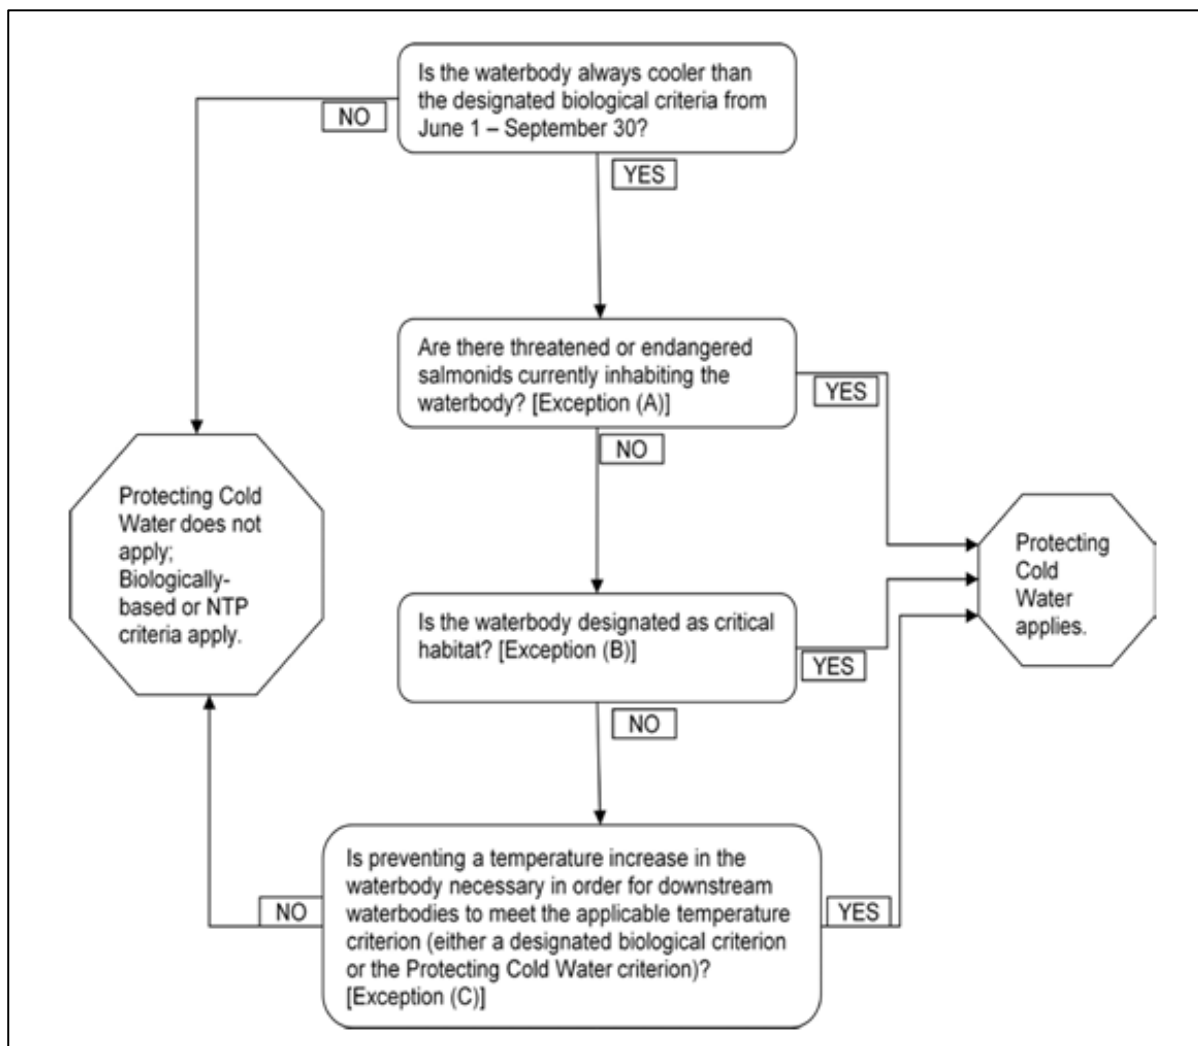 Is the waterbody always cooler than
the designated biological criteria from
June 1 – September 30?
NO
YES
Are there threatened or endangered
salmonids currently inhabiting the
waterbody? [Exception (A)]
YES
NO
Protecting Cold
Water does not
apply;
Biologically-
based or NTP
criteria apply.
Protecting
Cold
Water
applies.
Is the waterbody designated as critical
habitat? [Exception (B)]
YES
NO
Is preventing a temperature increase in the
waterbody necessary in order for downstream
waterbodies to meet the applicable temperature
criterion (either a designated biological criterion
or the Protecting Cold Water criterion)?
[Exception (C)]
NO
YES